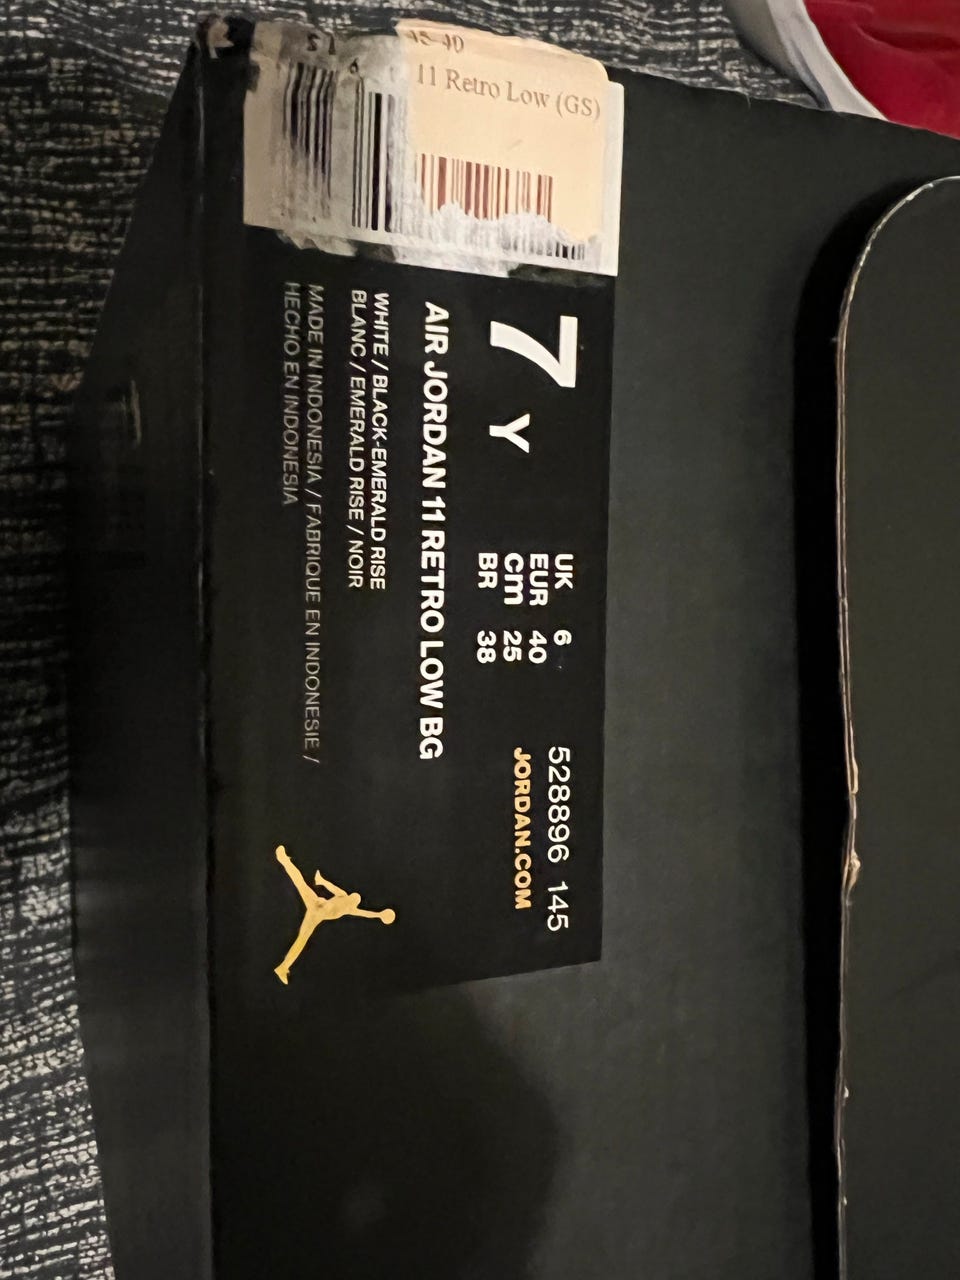 45-40
11 Retro Low (GS)
7 Y
UK 6
EUR 40
cm 25
BR 38
528896 145
JORDAN.COM
AIR JORDAN 11 RETRO LOW BG
WHITE / BLACK-EMERALD RISE
BLANC / EMERALD RISE / NOIR
MADE IN INDONESIA / FABRIQUE EN INDONESIE /
HECHO EN INDONESIA